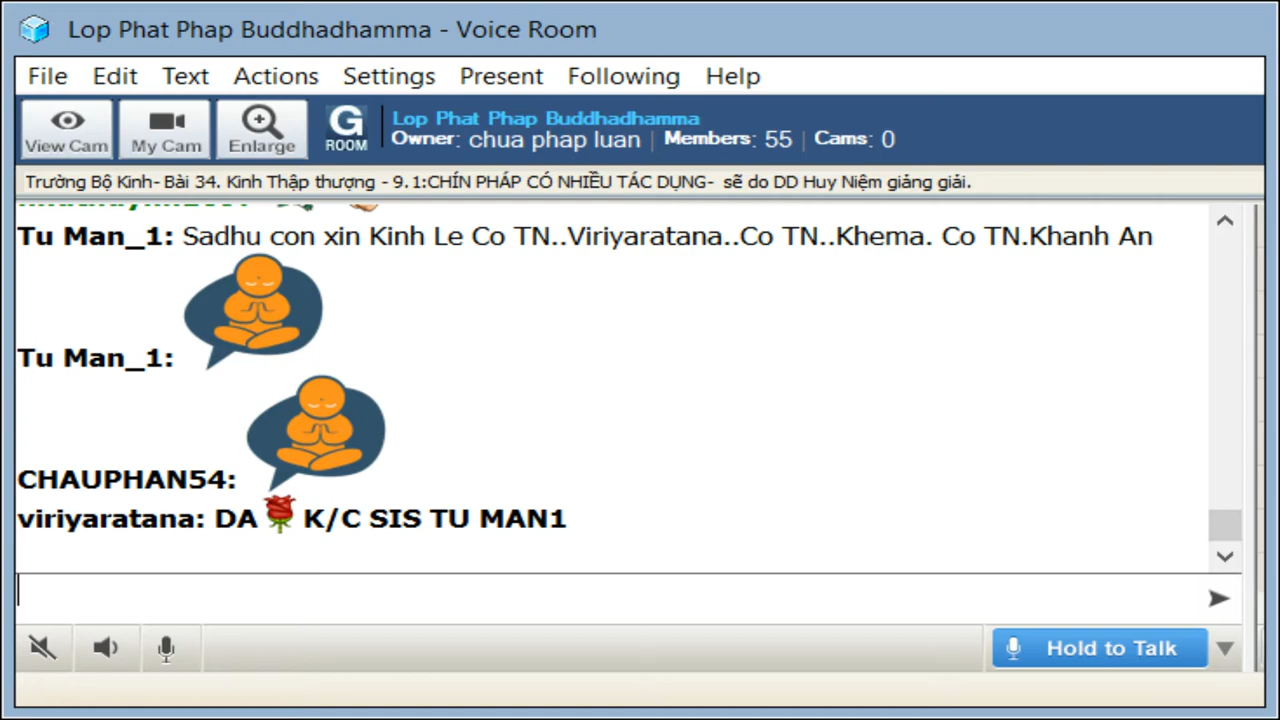 Lop Phat Phap Buddhadhamma - Voice Room
File Edit Text Actions Settings Present Following Help
View Cam My Cam Enlarge G ROOM
Lop Phat Phap Buddhadhamma
Owner: chua phap luan | Members: 55 | Cams: 0
Trường Bộ Kinh- Bài 34. Kinh Thập thượng - 9. 1:CHÍN PHÁP CÓ NHIỀU TÁC DỤNG- sẽ do DD Huy Niệm giảng giải.
Tu Man_1: Sadhu con xin Kinh Le Co TN..Viriyaratana..Co TN..Khema. Co TN.Khanh An
Tu Man_1:
CHAUPHAN54:
viriyaratana: DA K/C SIS TU MAN1
Hold to Talk